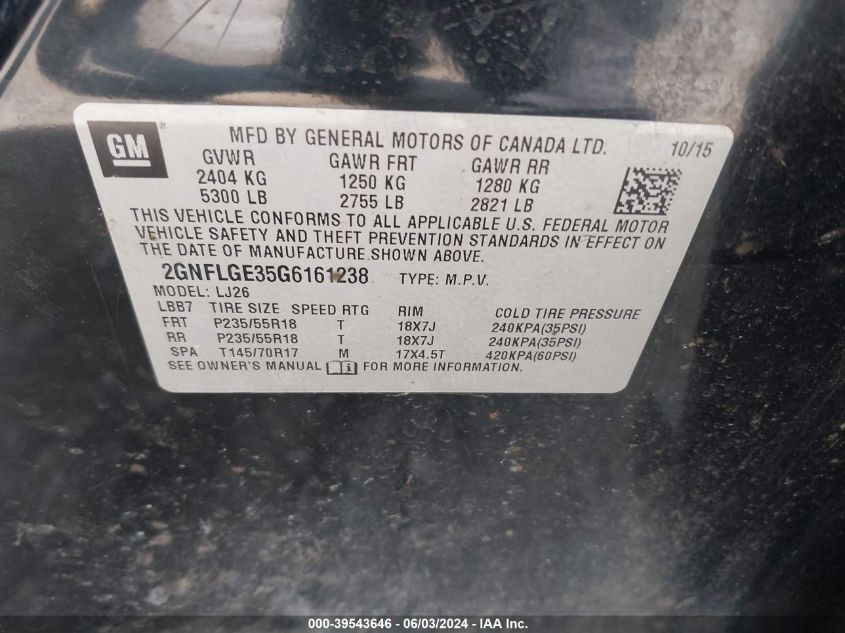 GM
MFD BY GENERAL MOTORS OF CANADA LTD. 10/15
GVWR GAWR FRT GAWR RR
2404 KG 1250 KG 1280 KG
5300 LB 2755 LB 2821 LB
THIS VEHICLE CONFORMS TO ALL APPLICABLE U.S. FEDERAL MOTOR
VEHICLE SAFETY AND THEFT PREVENTION STANDARDS IN EFFECT ON
THE DATE OF MANUFACTURE SHOWN ABOVE.
2GNFLGE35G6161238 TYPE: M.P.V.
MODEL: LJ26
LBB7 TIRE SIZE SPEED RTG RIM COLD TIRE PRESSURE
FRT P235/55R18 T 18X7J 240KPA(35PSI)
RR P235/55R18 T 18X7J 240KPA(35PSI)
SPA T145/70R17 M 17X4.5T 420KPA(60PSI)
SEE OWNER'S MANUAL FOR MORE INFORMATION.
000-39543646 / 06/03/2024 - IAA Inc.